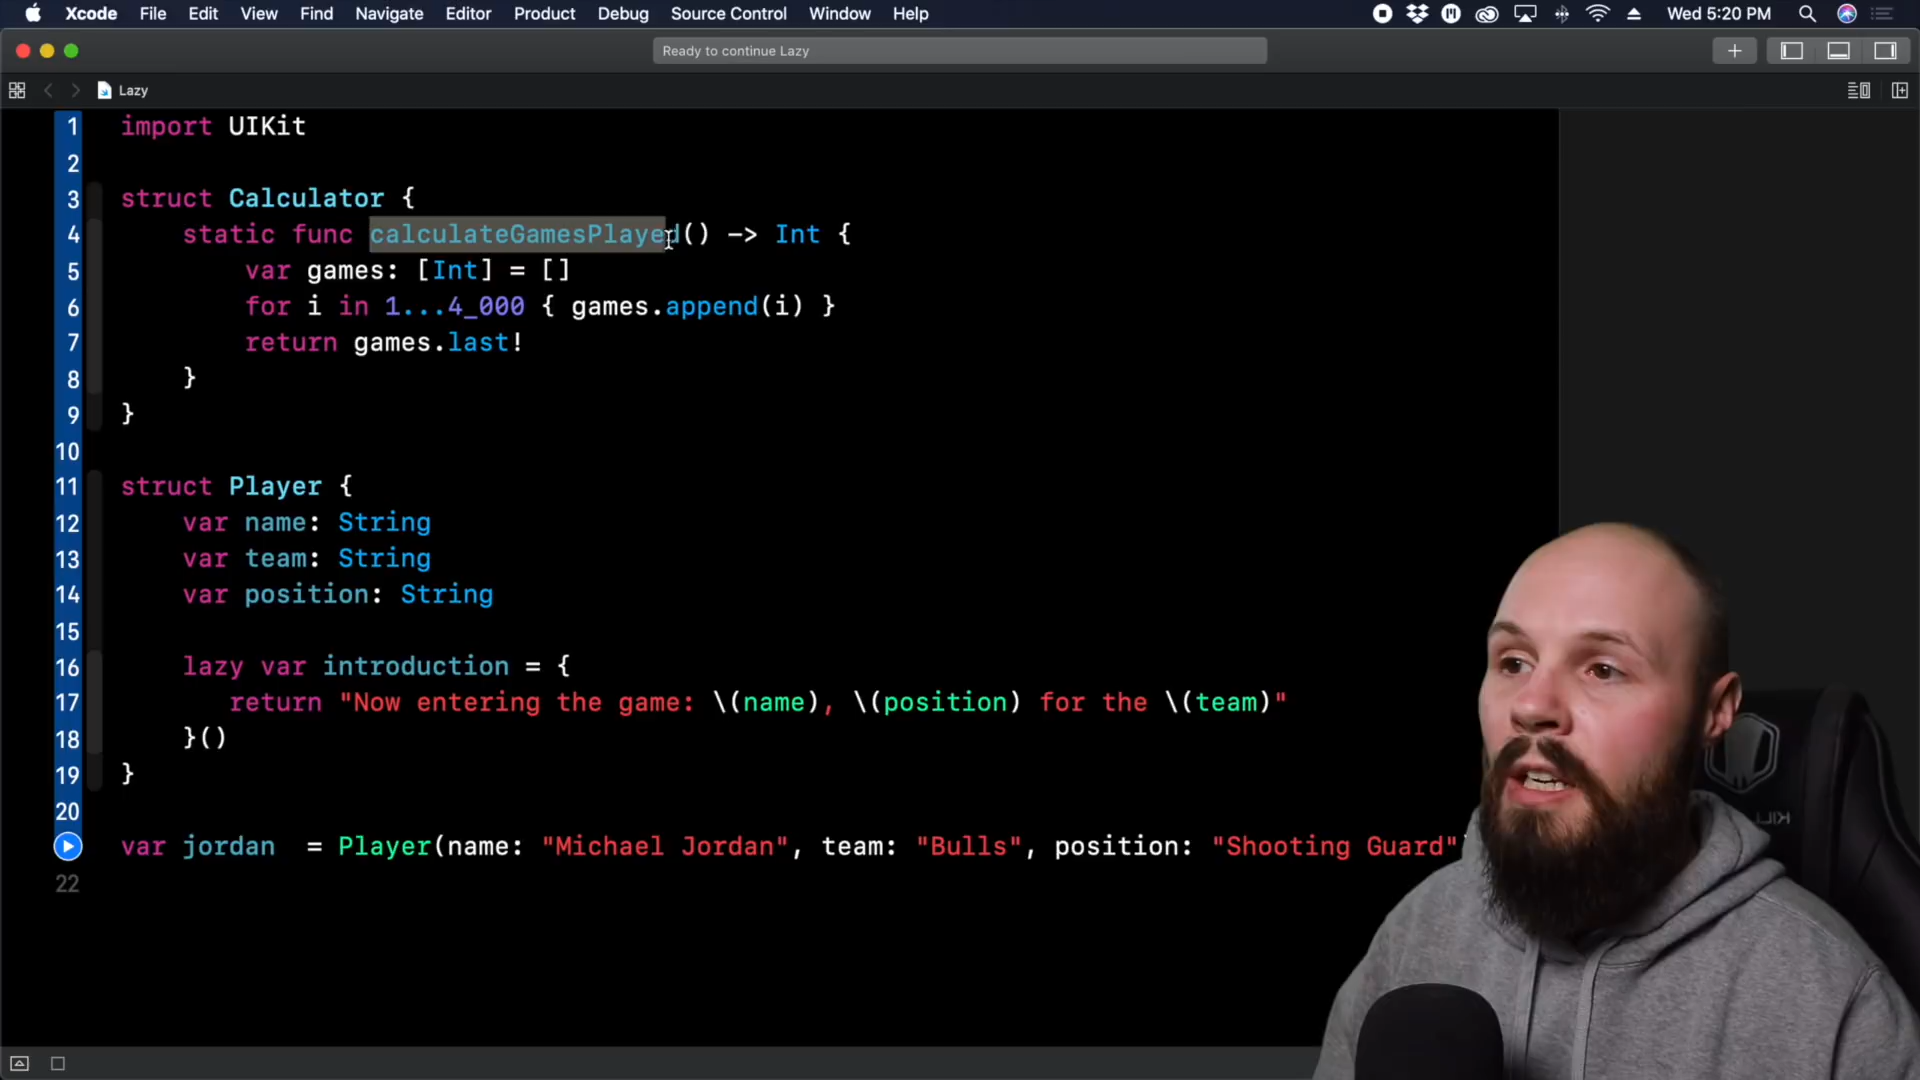 Xcode File Edit View Find Navigate Editor Product Debug Source Control Window Help Wed 5:20 PM
Ready to continue Lazy
Lazy
1 import UIKit
2
3 struct Calculator {
4 static func calculateGamesPlayed() -> Int {
5 var games: [Int] = []
6 for i in 1...4_000 { games.append(i) }
7 return games.last!
8 }
9 }
10
11 struct Player {
12 var name: String
13 var team: String
14 var position: String
15
16 lazy var introduction = {
17 return "Now entering the game: \(name), \(position) for the \(team)"
18 }()
19 }
20
var jordan = Player(name: "Michael Jordan", team: "Bulls", position: "Shooting Guard")
22